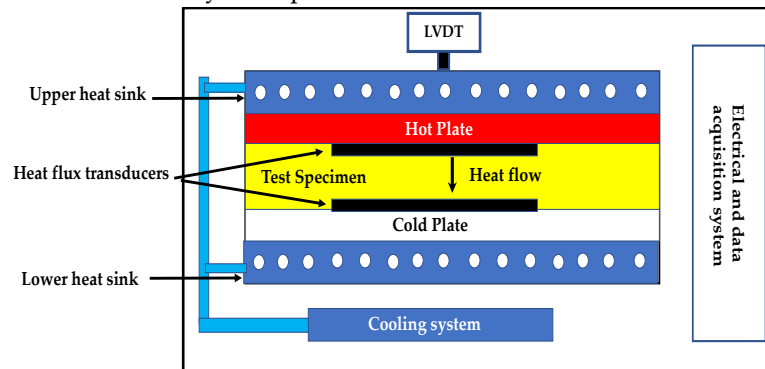 LVDT
Upper heat sink
Hot Plate
Heat flux transducers
Test Specimen
Heat flow
Cold Plate
Lower heat sink
Cooling system
Electrical and data
acquisition system